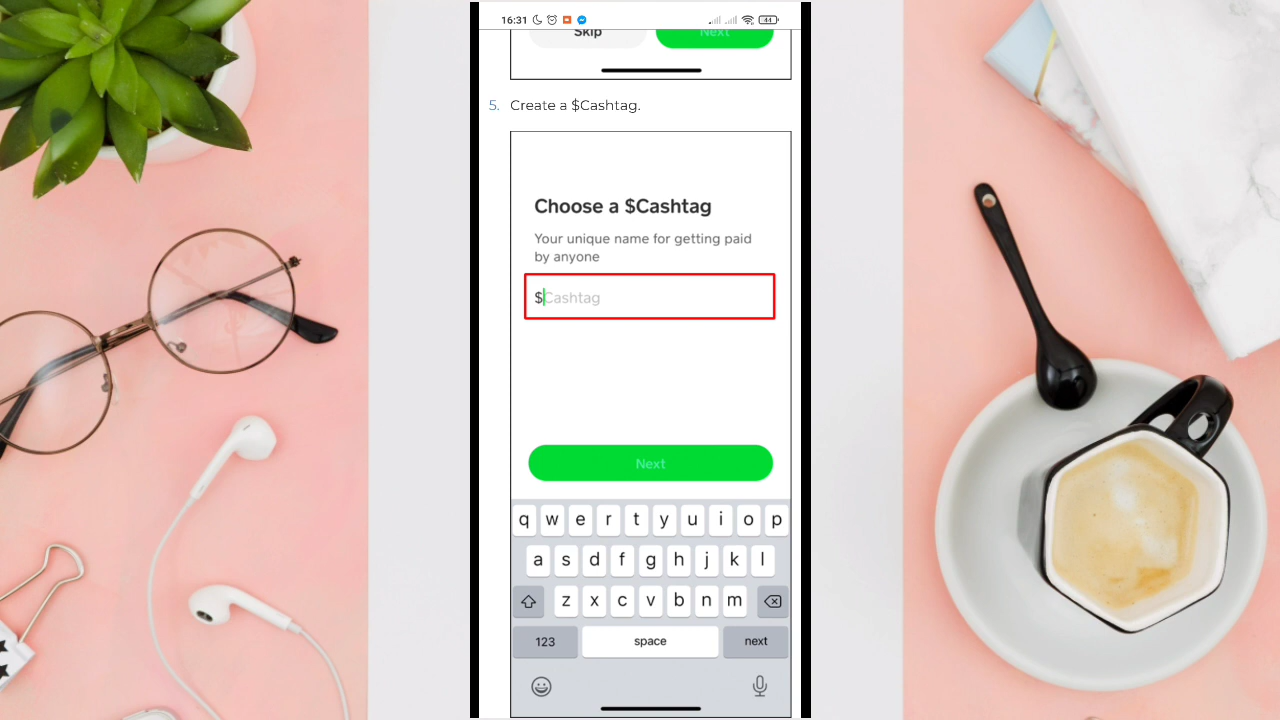 16:31
44
Skip
Next
5. Create a $Cashtag.
Choose a $Cashtag
Your unique name for getting paid
by anyone
$Cashtag
Next
q w e r t y u i o p
a s d f g h j k l
z x c v b n m
123 space next